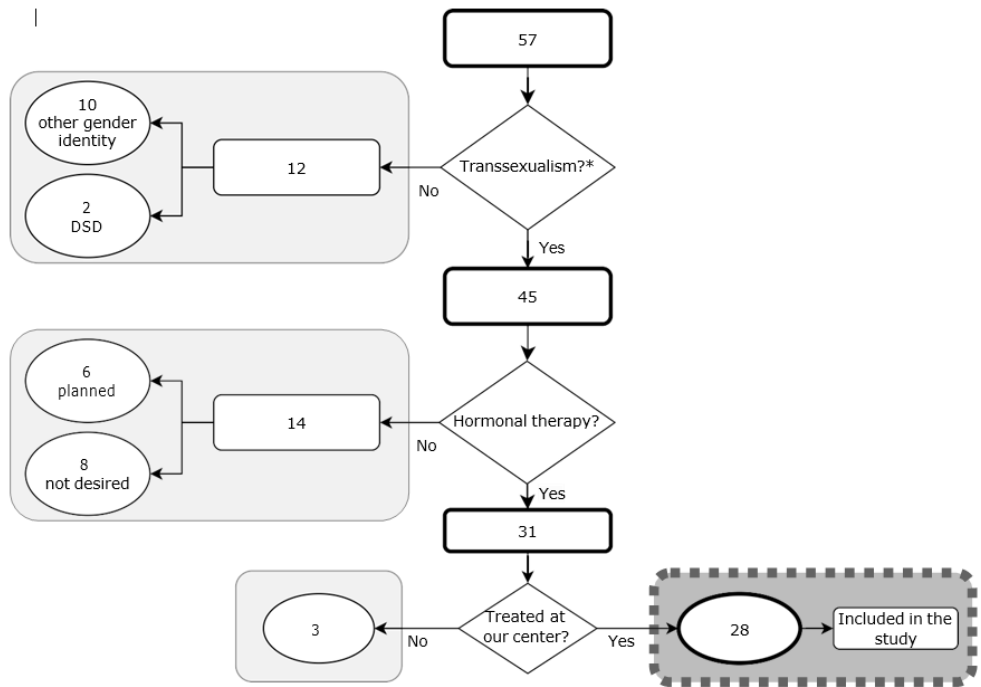 57
10
other gender
identity
12
Transsexualism?*
No
2
DSD
Yes
45
6
planned
14
Hormonal therapy?
No
8
not desired
Yes
31
3
No
Treated at
our center?
Yes
28
Included in the
study